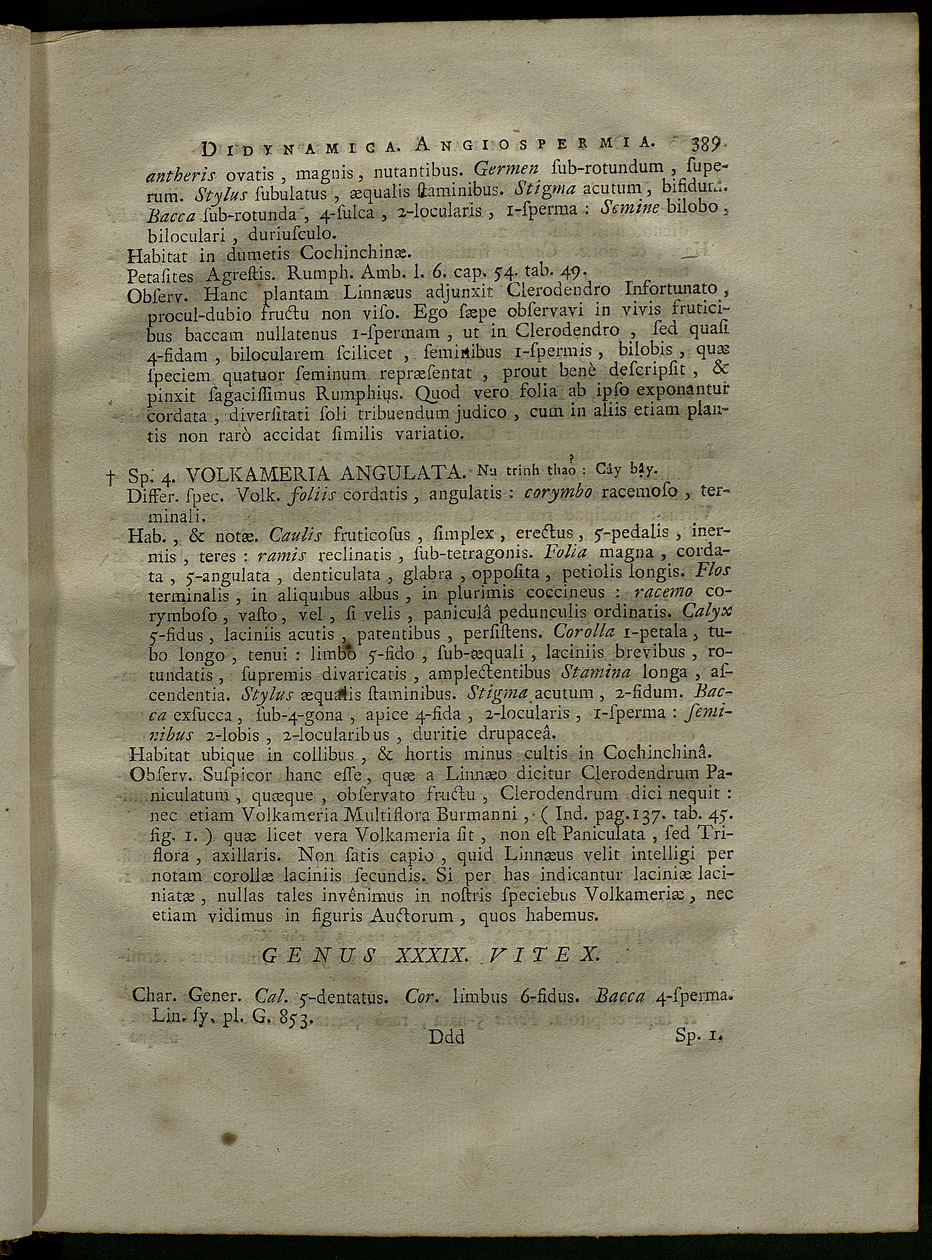 DIDYNAMICA. ANGIOSPERMIA. 389.
antheris ovatis , magnis , nutantibus. Germen ſub-rotundum , ſupe-
rum. Stylus ſubulatus , æqualis ſtaminibus. Stigma acutum , bifidum.
Bacca ſub-rotunda , 4-ſulca , 2-locularis , 1-ſperma : Semine bilobo ,
biloculari , duriuſculo.
Habitat in dumetis Cochinchinæ.
Petaſites Agreſtis. Rumph. Amb. l. 6. cap. 54. tab. 49.
Obſerv. Hanc plantam Linnæus adjunxit Clerodendro Infortunato ,
procul-dubio fructu non viſo. Ego ſæpe obſervavi in vivis frutici-
bus baccam nullatenus 1-ſpermam , ut in Clerodendro , ſed quaſi
4-fidam , bilocularem ſcilicet , ſeminibus 1-ſpermis , bilobis , quæ
ſpeciem quatuor ſeminum repræſentat , prout benè deſcripſit , &
pinxit ſagaciſſimus Rumphius. Quod vero folia ab ipſo exponantur
cordata , diverſitati ſoli tribuendum judico , cum in aliis etiam plan-
tis non rarò accidat ſimilis variatio.
† Sp. 4. VOLKAMERIA ANGULATA. Nu trinh thảo : Cây bậy.
Differ. ſpec. Volk. foliis cordatis , angulatis : corymbo racemoſo , ter-
minali.
Hab. , & notæ. Caulis fruticoſus , ſimplex , erectus , 5-pedalis , iner-
mis , teres : ramis reclinatis , ſub-tetragonis. Folia magna , corda-
ta , 5-angulata , denticulata , glabra , oppoſita , petiolis longis. Flos
terminalis , in aliquibus albus , in plurimis coccineus : racemo co-
rymboſo , vaſto , vel , ſi velis , paniculâ pedunculis ordinatis. Calyx
5-fidus , laciniis acutis , patentibus , perſiſtens. Corolla 1-petala , tu-
bo longo , tenui : limbo 5-fido , ſub-æquali , laciniis brevibus , ro-
tundatis , ſupremis divaricatis , amplectentibus Stamina longa , aſ-
cendentia. Stylus æqualis ſtaminibus. Stigma acutum , 2-fidum. Bac-
ca exſucca , ſub-4-gona , apice 4-fida , 2-locularis , 1-ſperma : ſemi-
nibus 2-lobis , 2-locularibus , duritie drupaceâ.
Habitat ubique in collibus , & hortis minus cultis in Cochinchinâ.
Obſerv. Suſpicor hanc eſſe , quæ a Linnæo dicitur Clerodendrum Pa-
niculatum , quæque , obſervato fructu , Clerodendrum dici nequit :
nec etiam Volkameria Multiflora Burmanni , ( Ind. pag.137. tab. 45.
fig. 1. ) quæ licet vera Volkameria ſit , non eſt Paniculata , ſed Tri-
flora , axillaris. Non ſatis capio , quid Linnæus velit intelligi per
notam corollæ laciniis ſecundis. Si per has indicantur laciniæ laci-
niatæ , nullas tales invênimus in noſtris ſpeciebus Volkameriæ , nec
etiam vidimus in figuris Auctorum , quos habemus.
GENUS XXXIX. VITEX.
Char. Gener. Cal. 5-dentatus. Cor. limbus 6-fidus. Bacca 4-ſperma.
Lin. ſy. pl. G. 853.
Ddd Sp. 1.